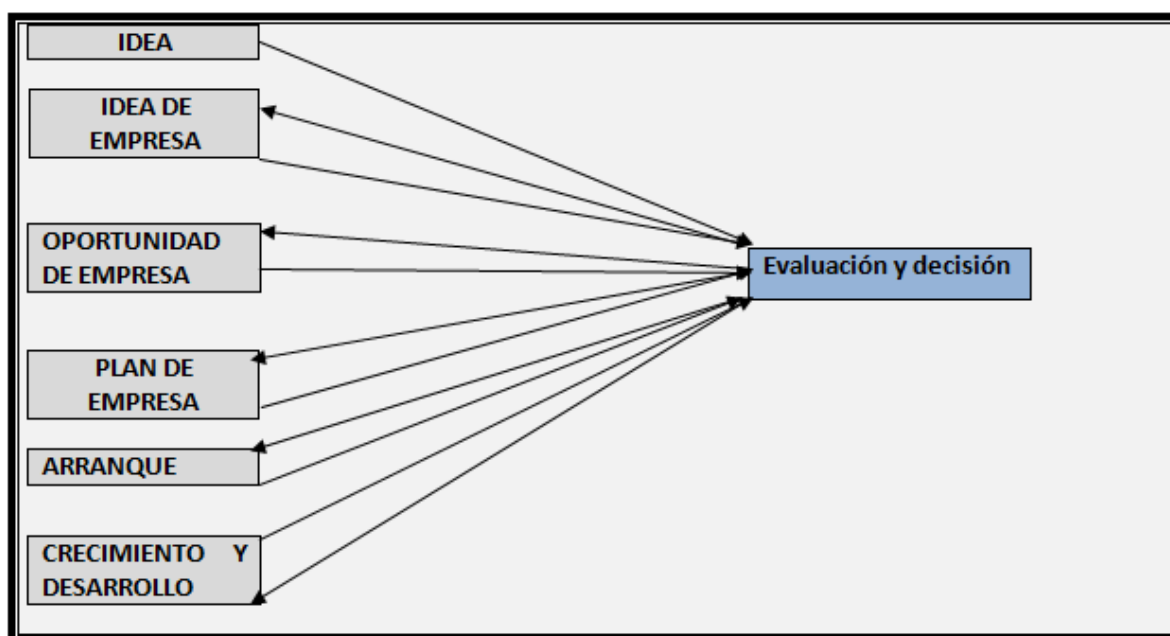 IDEA
IDEA DE
EMPRESA
OPORTUNIDAD
DE EMPRESA
Evaluación y decisión
PLAN DE
EMPRESA
ARRANQUE
CRECIMIENTO Y
DESARROLLO